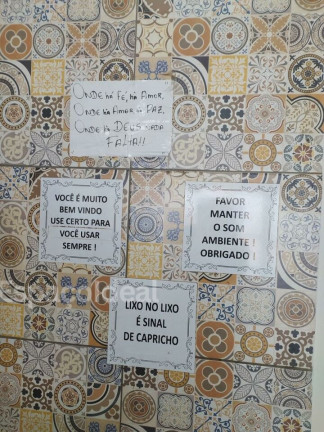 ONDE HÁ FÉ, HÁ AMOR.
ONDE HÁ AMOR HÁ PAZ.
ONDE HÁ DEUS NADA
FALTA!!
VOCÊ É MUITO
BEM VINDO
USE CERTO PARA
VOCÊ USAR
SEMPRE !
FAVOR
MANTER
O SOM
AMBIENTE !
OBRIGADO !
LIXO NO LIXO
É SINAL
DE CAPRICHO